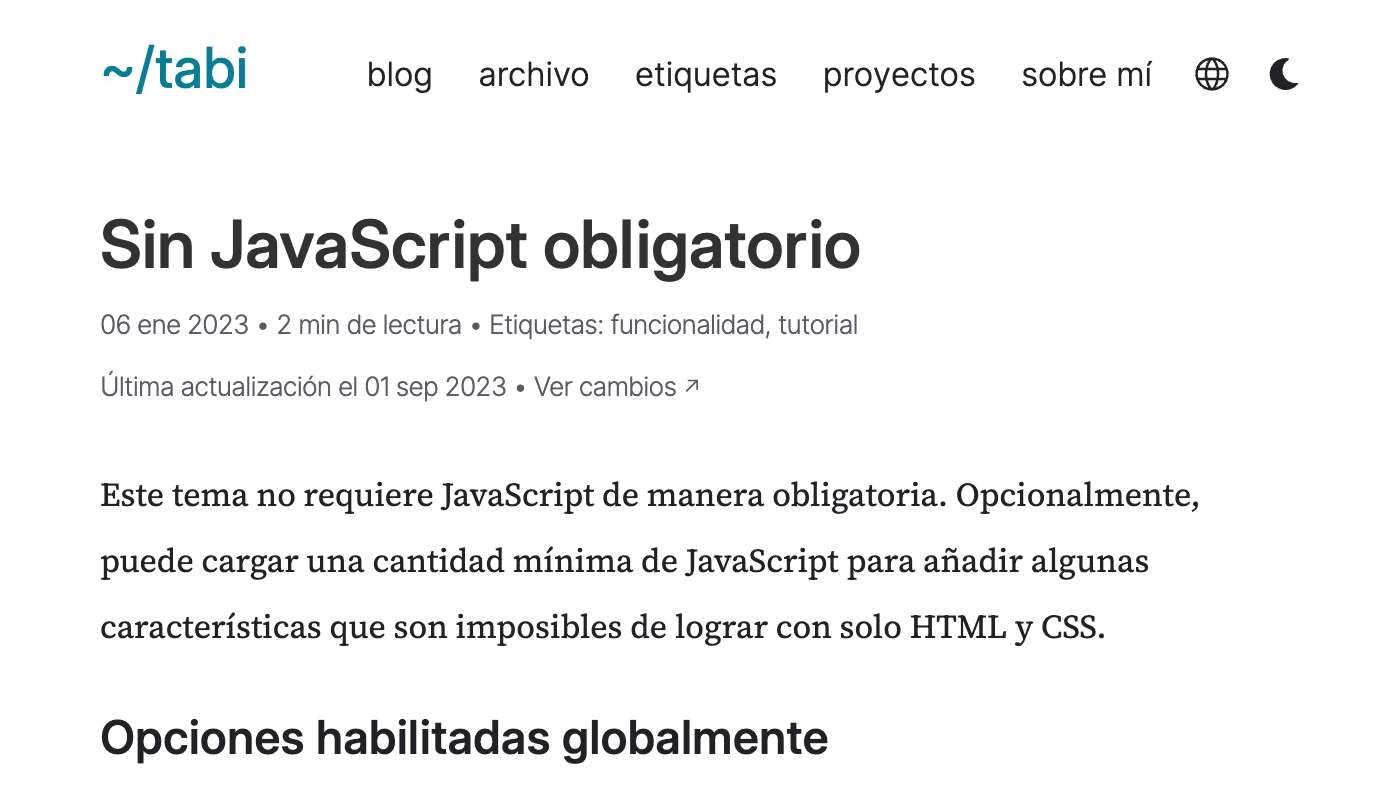 ~/tabi blog archivo etiquetas proyectos sobre mí
Sin JavaScript obligatorio
06 ene 2023 • 2 min de lectura • Etiquetas: funcionalidad, tutorial
Última actualización el 01 sep 2023 • Ver cambios ↗
Este tema no requiere JavaScript de manera obligatoria. Opcionalmente,
puede cargar una cantidad mínima de JavaScript para añadir algunas
características que son imposibles de lograr con solo HTML y CSS.
Opciones habilitadas globalmente